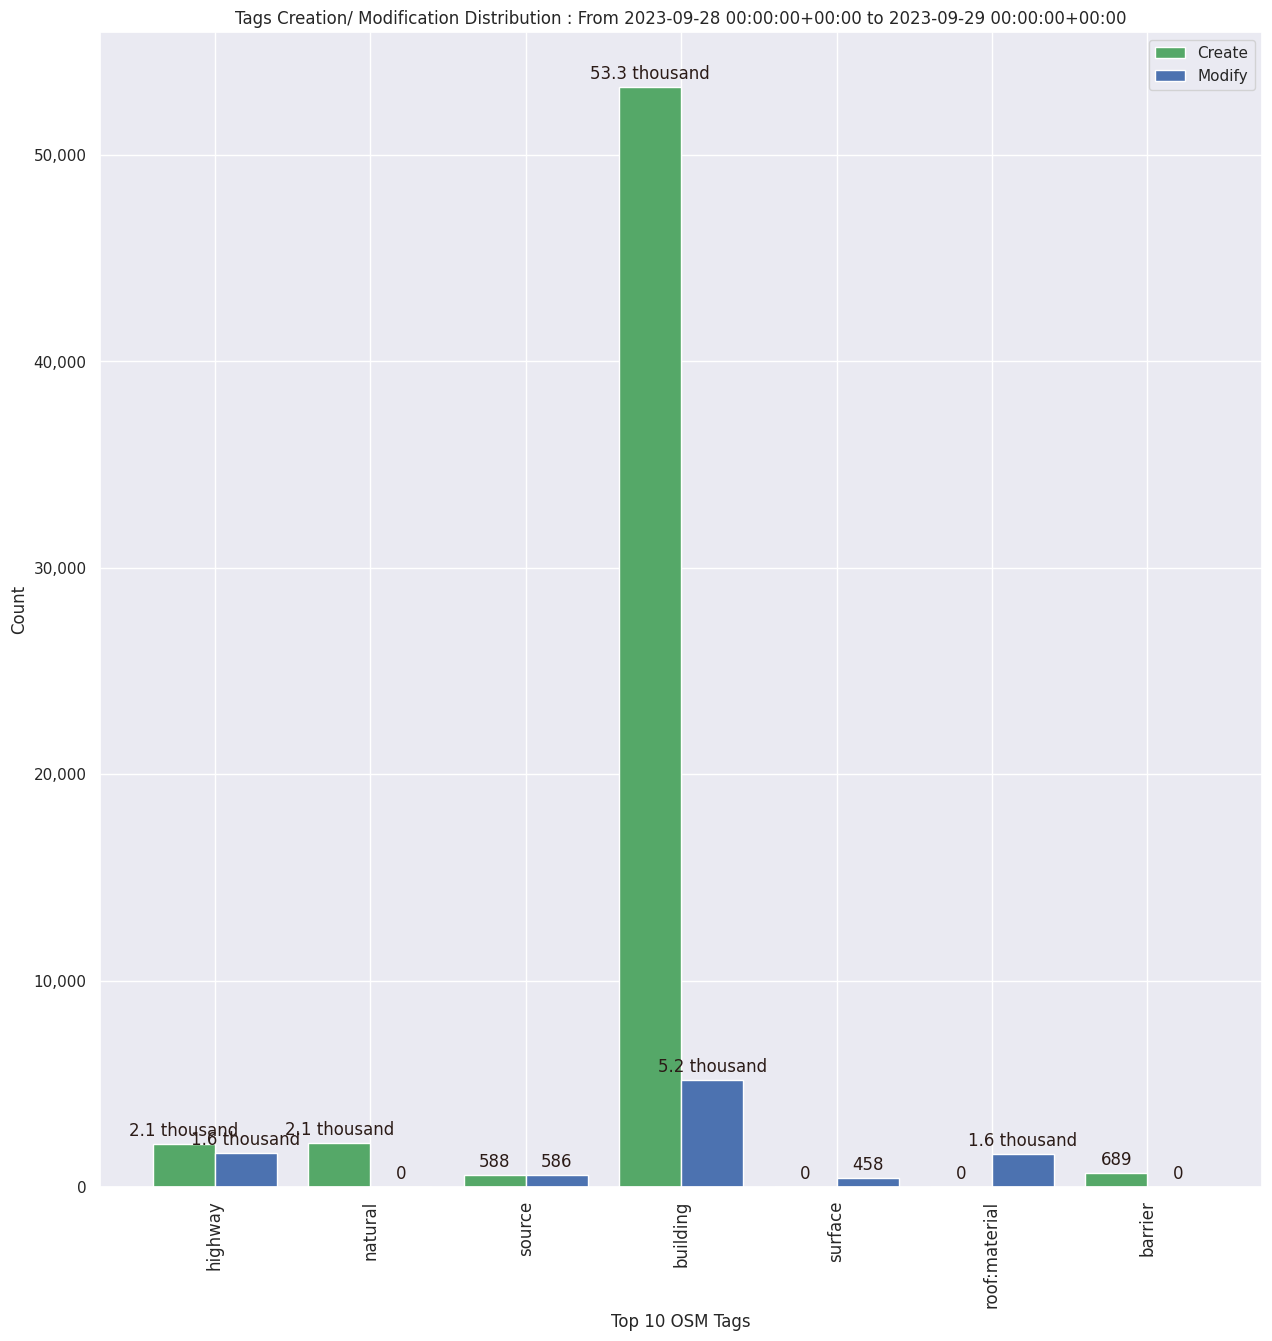 Tags Creation/ Modification Distribution : From 2023-09-28 00:00:00+00:00 to 2023-09-29 00:00:00+00:00
Create
Modify
53.3 thousand
50,000
40,000
30,000
20,000
10,000
0
Count
2.1 thousand
1.6 thousand
2.1 thousand
0
588
586
5.2 thousand
0
458
0
1.6 thousand
689
0
highway
natural
source
building
surface
roof:material
barrier
Top 10 OSM Tags